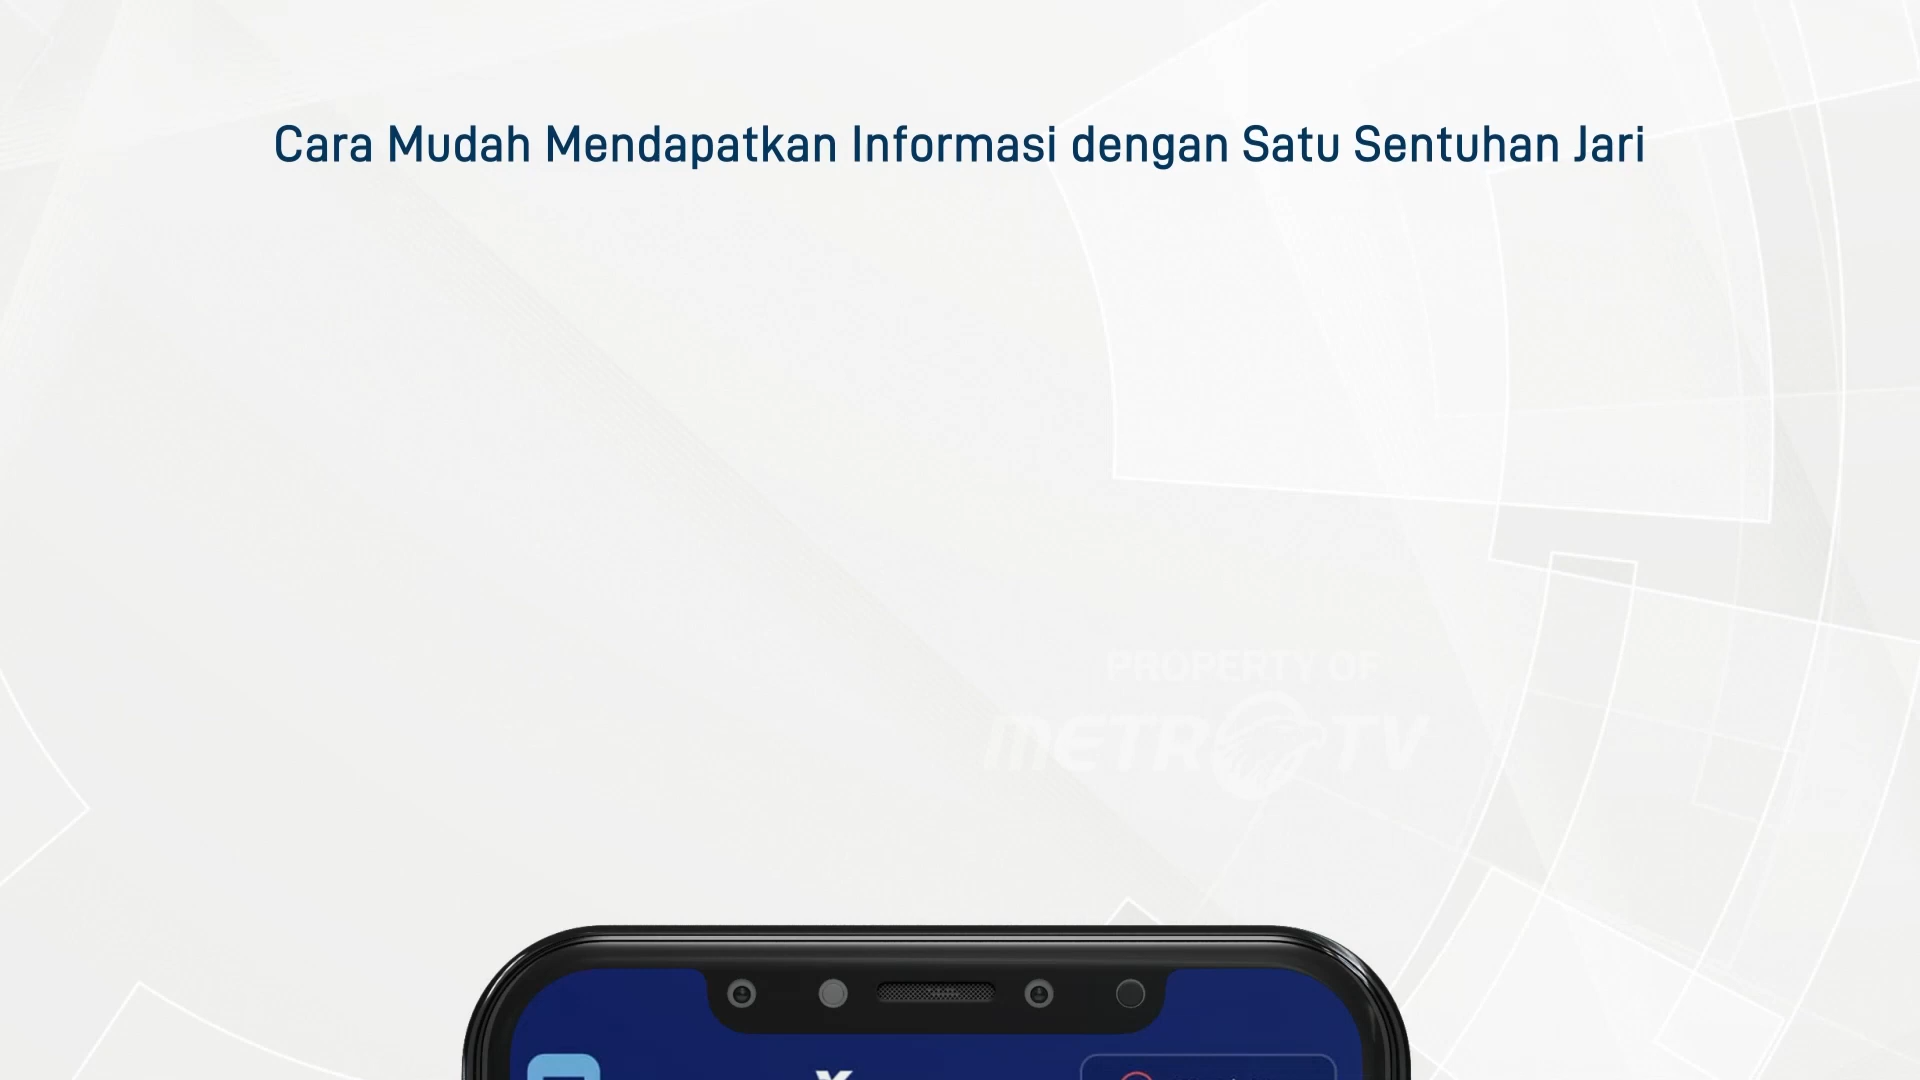 Cara Mudah Mendapatkan Informasi dengan Satu Sentuhan Jari
PROPERTY OF
METRO TV